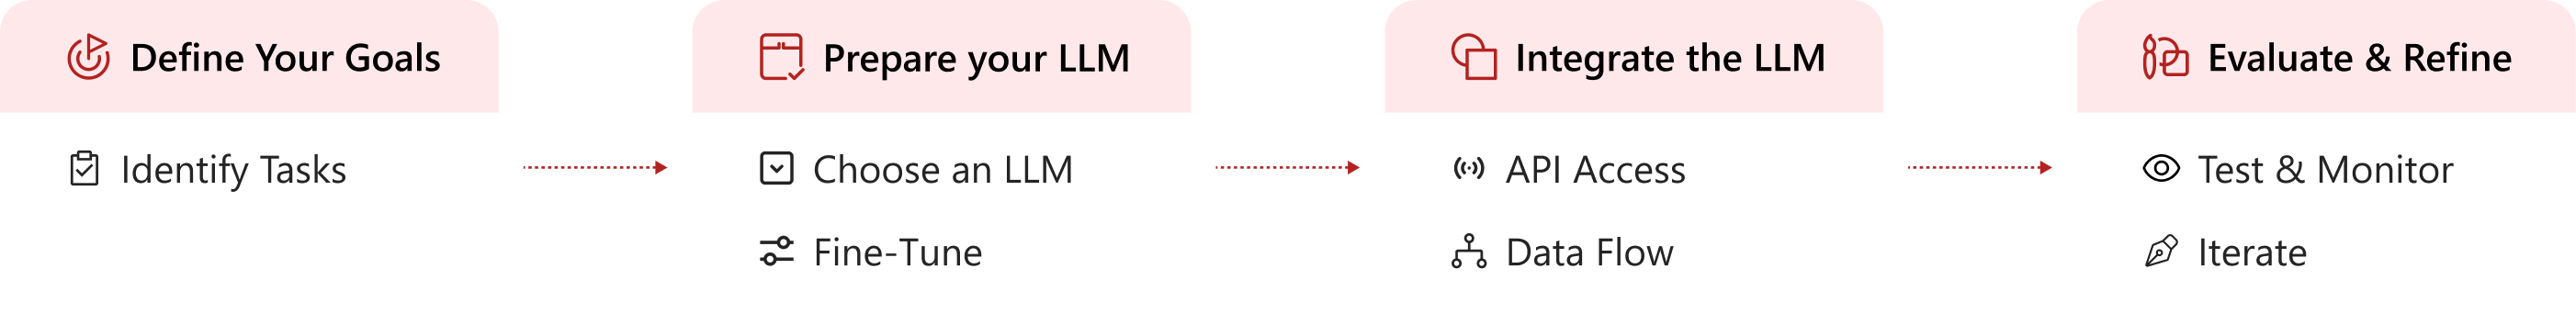 Define Your Goals
Identify Tasks
Prepare your LLM
Choose an LLM
Fine-Tune
Integrate the LLM
API Access
Data Flow
Evaluate & Refine
Test & Monitor
Iterate